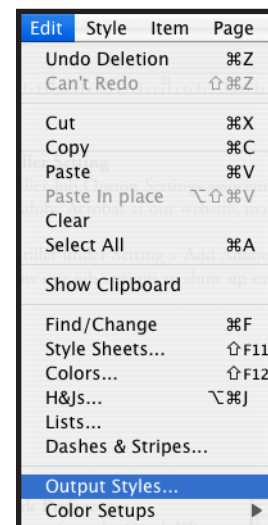 Edit Style Item Page
Undo Deletion ⌘Z
Can't Redo ⇧⌘Z
Cut ⌘X
Copy ⌘C
Paste ⌘V
Paste In place ⌥⇧⌘V
Clear
Select All ⌘A
Show Clipboard
Find/Change ⌘F
Style Sheets... ⇧F11
Colors... ⇧F12
H&Js... ⌥⌘J
Lists...
Dashes & Stripes...
Output Styles...
Color Setups ▶